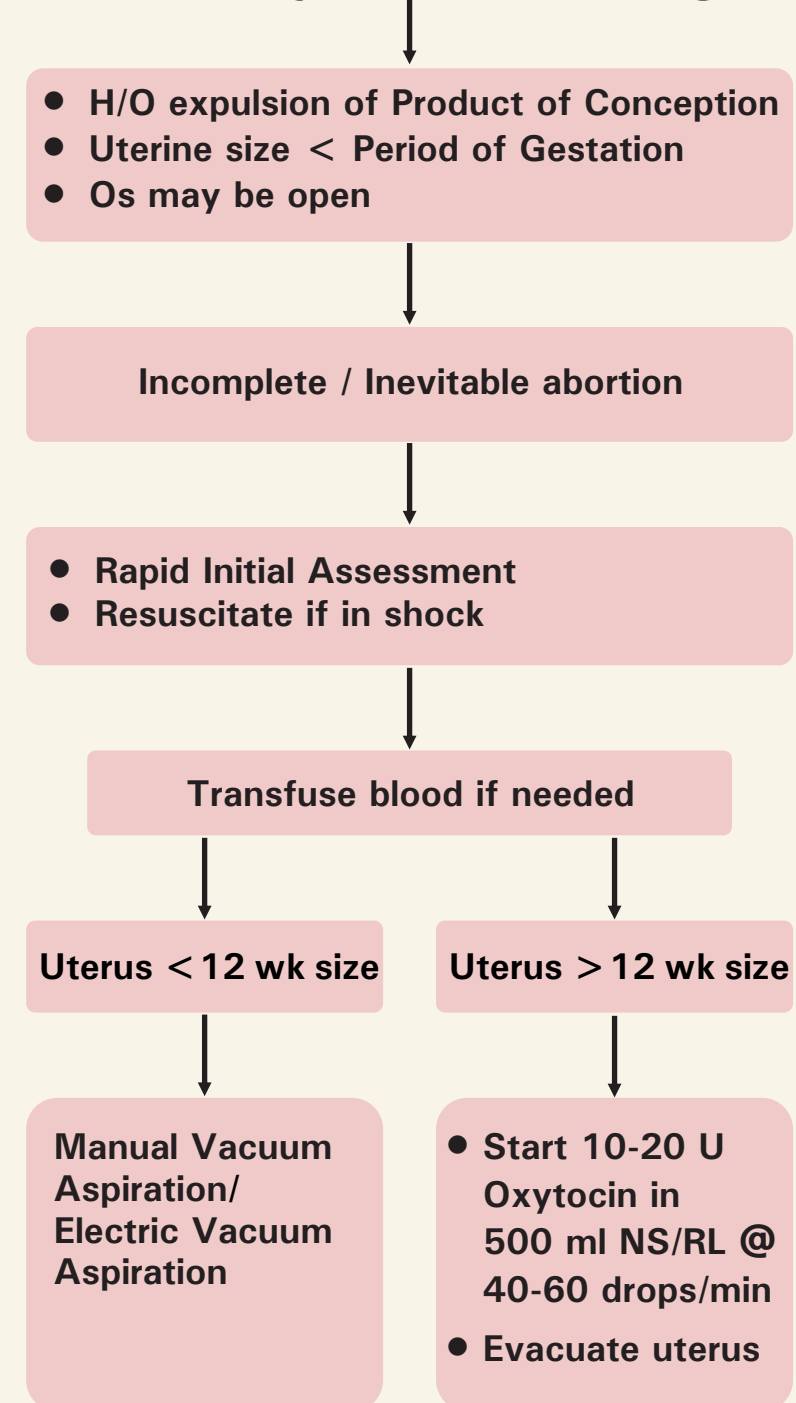 ● H/O expulsion of Product of Conception
● Uterine size < Period of Gestation
● Os may be open
Incomplete / Inevitable abortion
● Rapid Initial Assessment
● Resuscitate if in shock
Transfuse blood if needed
Uterus <12 wk size
Uterus >12 wk size
Manual Vacuum
Aspiration/
Electric Vacuum
Aspiration
● Start 10-20 U
Oxytocin in
500 ml NS/RL @
40-60 drops/min
● Evacuate uterus